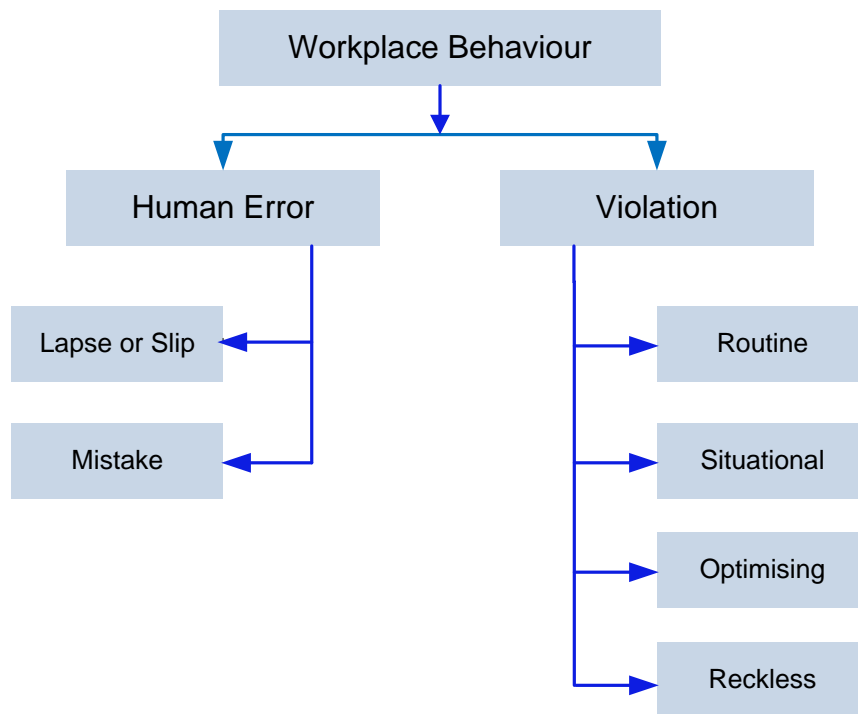 Workplace Behaviour
Human Error
Violation
Lapse or Slip
Mistake
Routine
Situational
Optimising
Reckless